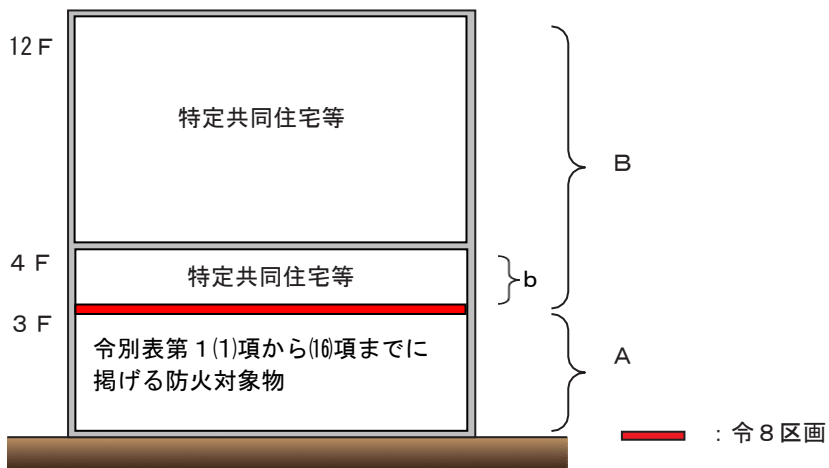 12F
特定共同住宅等
B
4F
特定共同住宅等
b
3F
令別表第1⑴項から⒃項までに
掲げる防火対象物
A
：令8区画